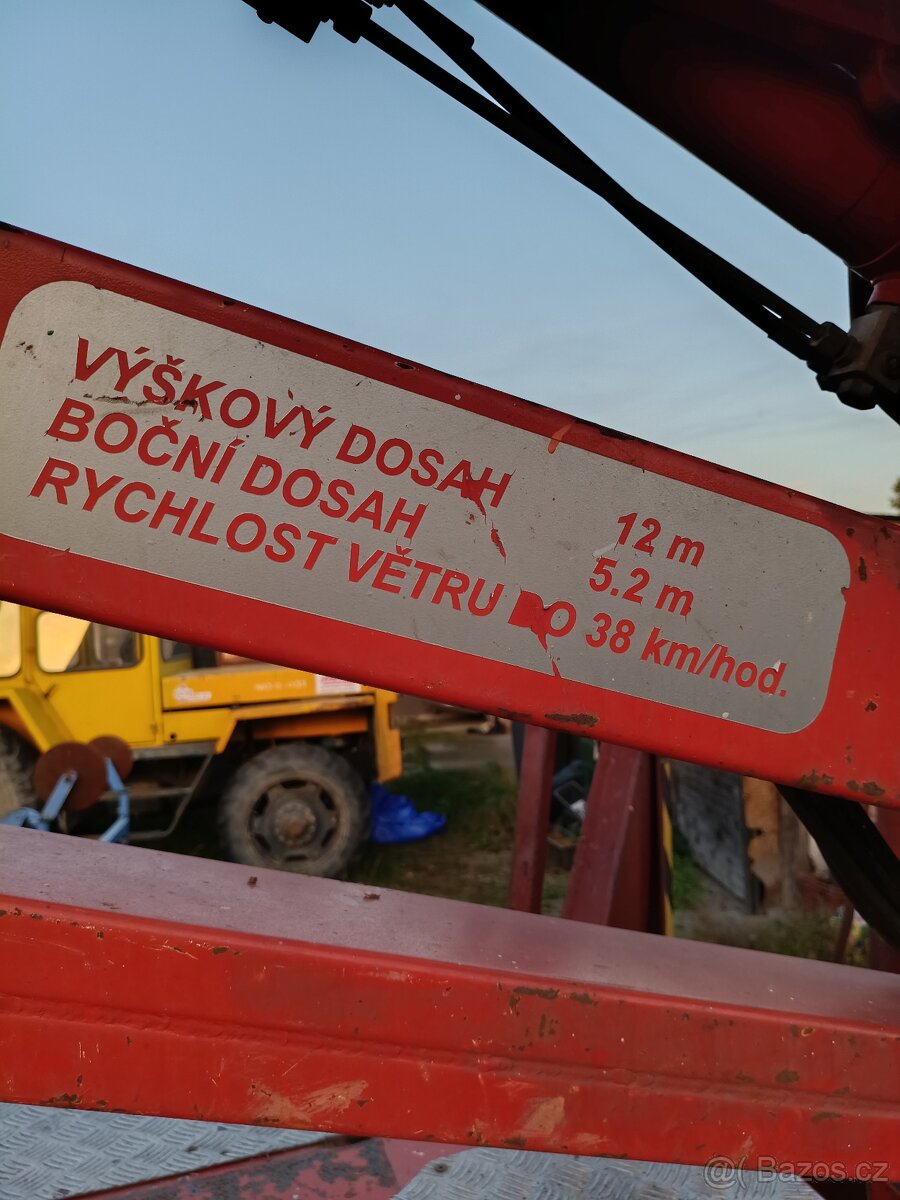 VÝŠKOVÝ DOSAH 12 m
BOČNÍ DOSAH 5.2 m
RYCHLOST VĚTRU DO 38 km/hod.
@( Bazos.cz